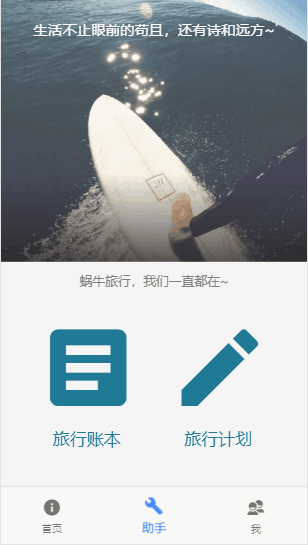 生活不止眼前的苟且，还有诗和远方~
蜗牛旅行，我们一直都在~
旅行账本
旅行计划
首页
助手
我